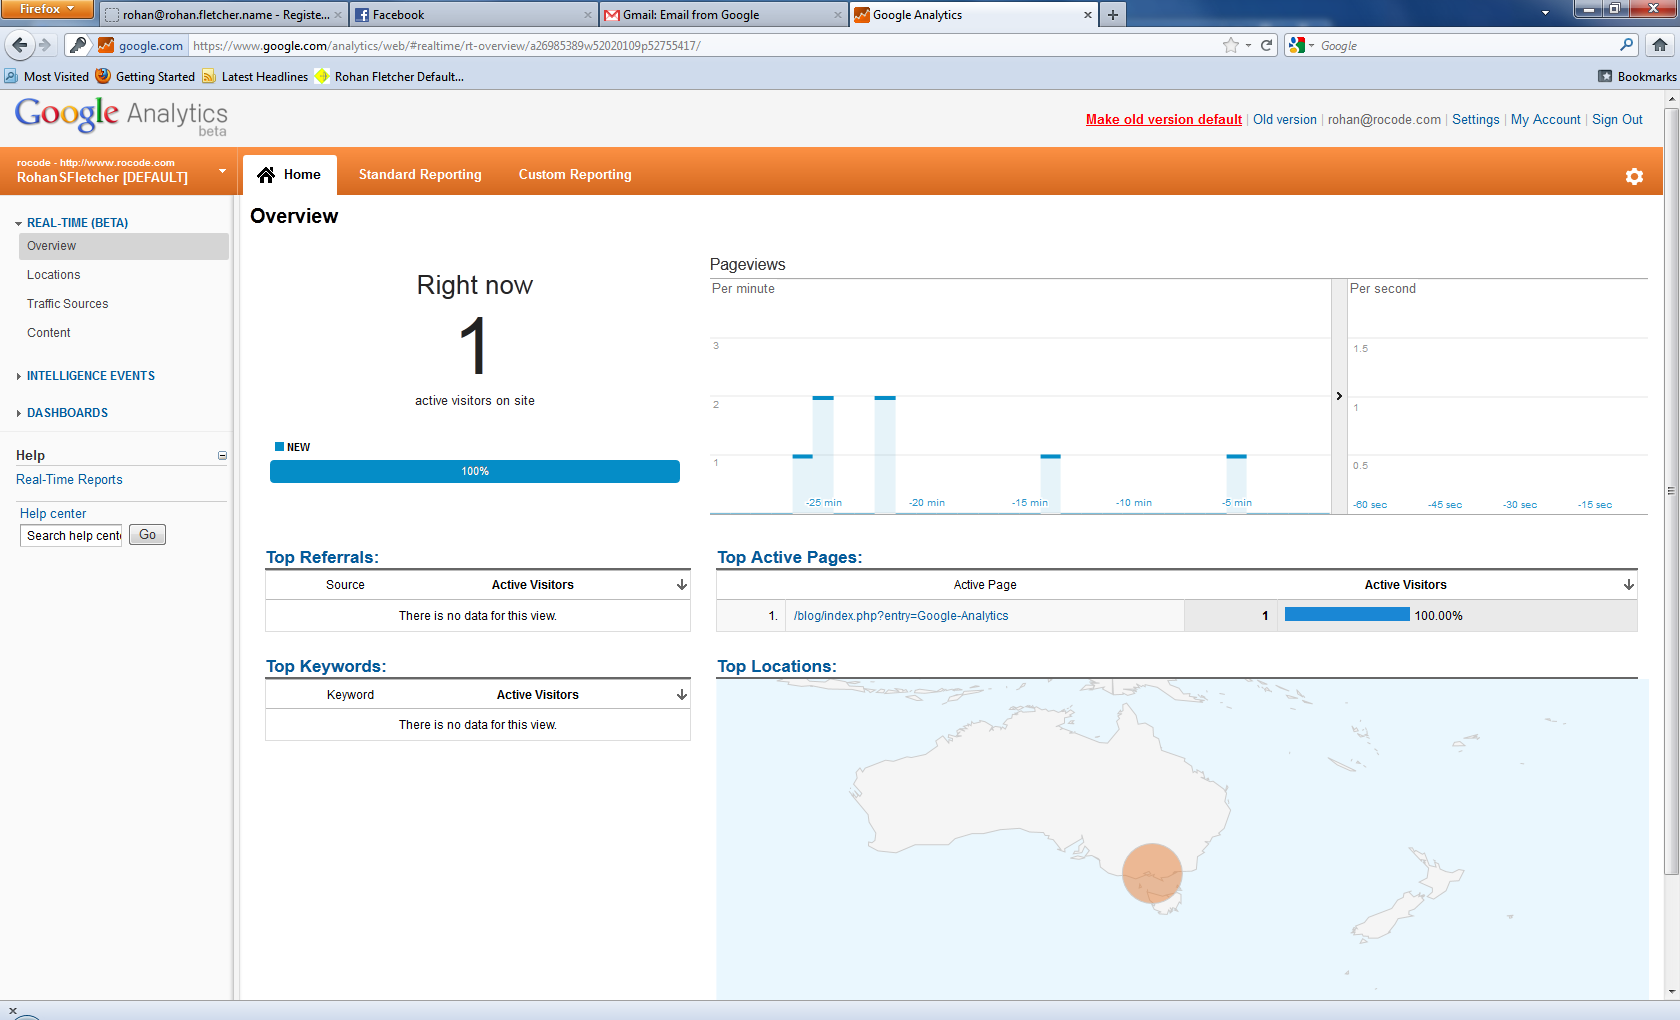 Firefox
rohan@rohan.fletcher.name - Registe...
Facebook
Gmail: Email from Google
Google Analytics
google.com
https://www.google.com/analytics/web/#realtime/rt-overview/a26985389w52020109p52755417/
Google
Most Visited
Getting Started
Latest Headlines
Rohan Fletcher Default...
Bookmarks
Google Analytics
beta
Make old version default | Old version | rohan@rocode.com | Settings | My Account | Sign Out
rocode - http://www.rocode.com
RohanSFletcher [DEFAULT]
Home
Standard Reporting
Custom Reporting
REAL-TIME (BETA)
Overview
Locations
Traffic Sources
Content
INTELLIGENCE EVENTS
DASHBOARDS
Help
Real-Time Reports
Help center
Search help cent
Go
Overview
Right now
1
active visitors on site
NEW
100%
Pageviews
Per minute
3
2
1
-25 min
-20 min
-15 min
-10 min
-5 min
Per second
1.5
1
0.5
-60 sec
-45 sec
-30 sec
-15 sec
Top Referrals:
Source
Active Visitors
There is no data for this view.
Top Active Pages:
Active Page
Active Visitors
1.
/blog/index.php?entry=Google-Analytics
1
100.00%
Top Keywords:
Keyword
Active Visitors
There is no data for this view.
Top Locations: